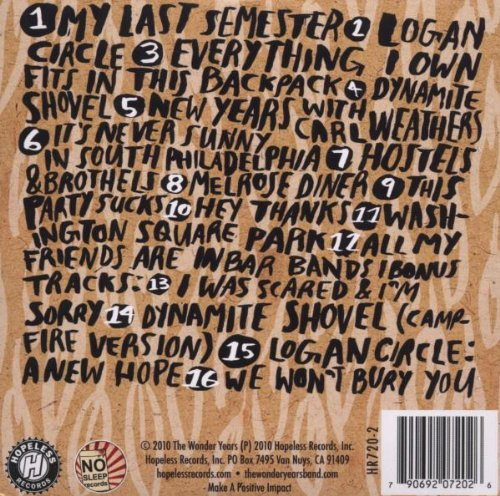 1 MY LAST SEMESTER 2 LOGAN
CIRCLE 3 EVERYTHING I OWN
FITS IN THIS BACKPACK 4 DYNAMITE
SHOVEL 5 NEW YEARS WITH
CARL WEATHERS
6 IT'S NEVER SUNNY
IN SOUTH PHILADELPHIA 7 HOSTELS
& BROTHELS 8 MELROSE DINER 9 THIS
PARTY SUCKS 10 HEY THANKS 11 WASH-
INGTON SQUARE PARK 12 ALL MY
FRIENDS ARE IN BAR BANDS | BONUS
TRACKS: 13 I WAS SCARED & I'M
SORRY 14 DYNAMITE SHOVEL (CAMP-
FIRE VERSION) 15 LOGAN CIRCLE:
A NEW HOPE 16 WE WON'T BURY YOU
HOPELESS
H
RECORDS
NO
SLEEP
records
© 2010 The Wonder Years (P) 2010 Hopeless Records, Inc.
Hopeless Records, Inc. PO Box 7495 Van Nuys, CA 91409
hopelessrecords.com • thewonderyearsband.com
Make A Positive Impact
HR720-2
7 90692 07202 6